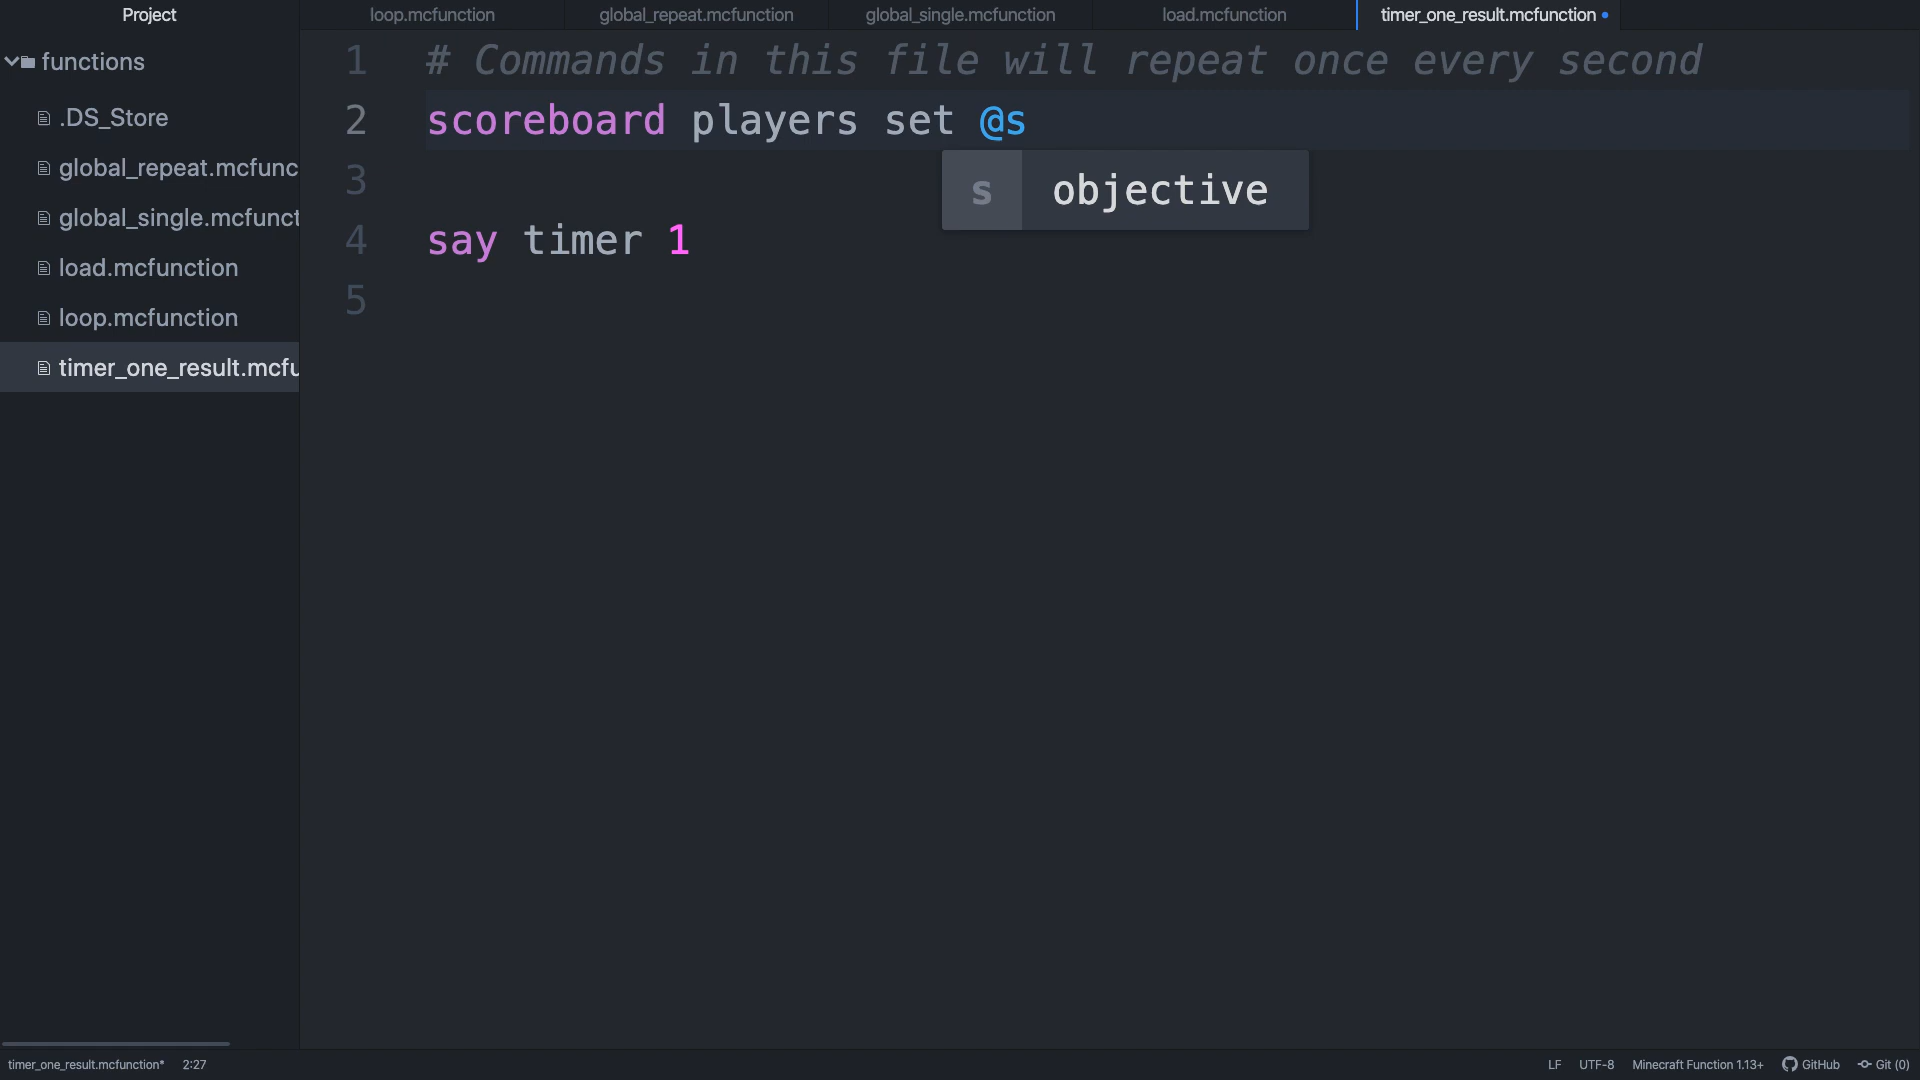 Project
loop.mcfunction
global_repeat.mcfunction
global_single.mcfunction
load.mcfunction
timer_one_result.mcfunction
functions
.DS_Store
global_repeat.mcfunc
global_single.mcfunct
load.mcfunction
loop.mcfunction
timer_one_result.mcfu
1 # Commands in this file will repeat once every second
2 scoreboard players set @s
s objective
3
4 say timer 1
5
timer_one_result.mcfunction* 2:27
LF UTF-8 Minecraft Function 1.13+ GitHub Git (0)